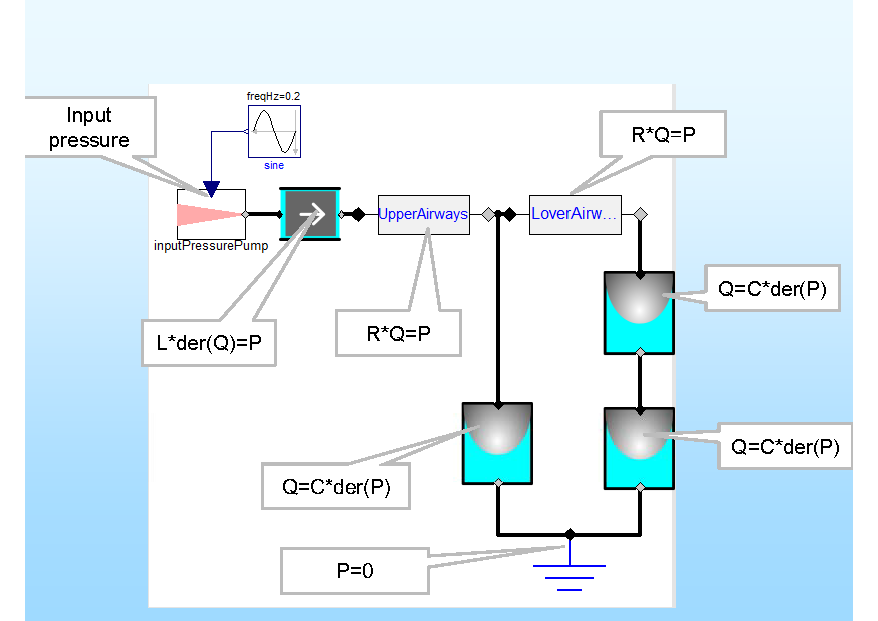 freqHz=0.2
Input
pressure
R*Q=P
sine
UpperAirways
LoverAirw...
inputPressurePump
Q=C*der(P)
L*der(Q)=P
R*Q=P
Q=C*der(P)
Q=C*der(P)
P=0